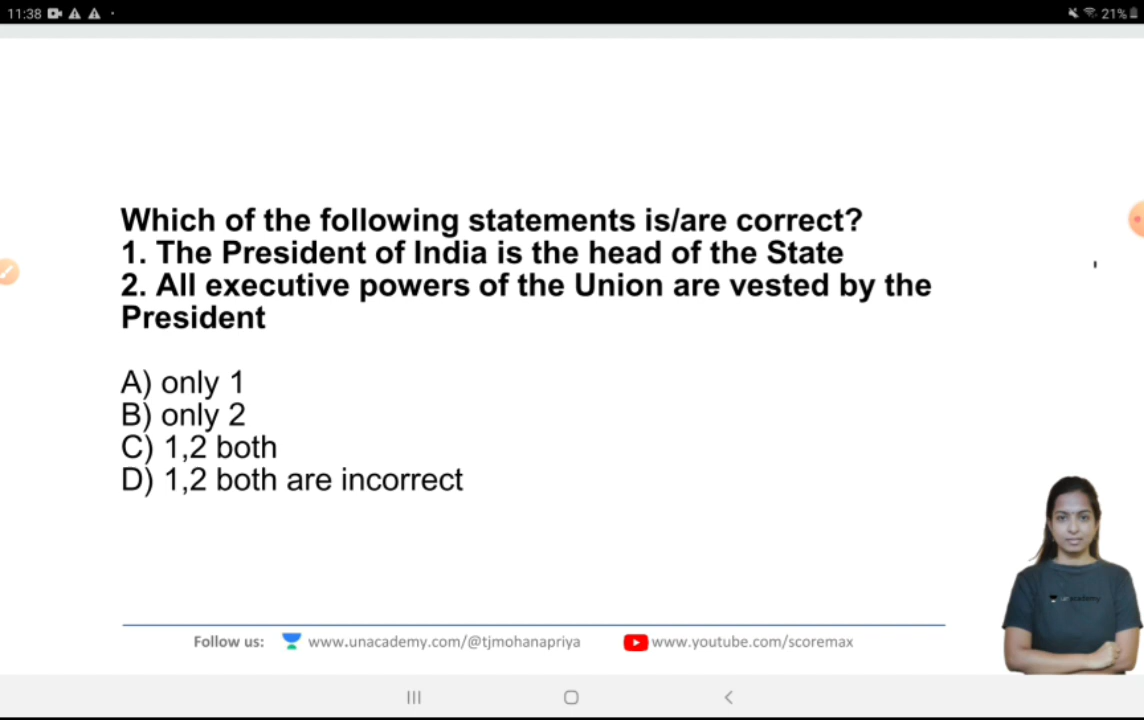 11:38
21%
Which of the following statements is/are correct?
1. The President of India is the head of the State
2. All executive powers of the Union are vested by the
President
A) only 1
B) only 2
C) 1,2 both
D) 1,2 both are incorrect
unacademy
Follow us: www.unacademy.com/@tjmohanapriya www.youtube.com/scoremax